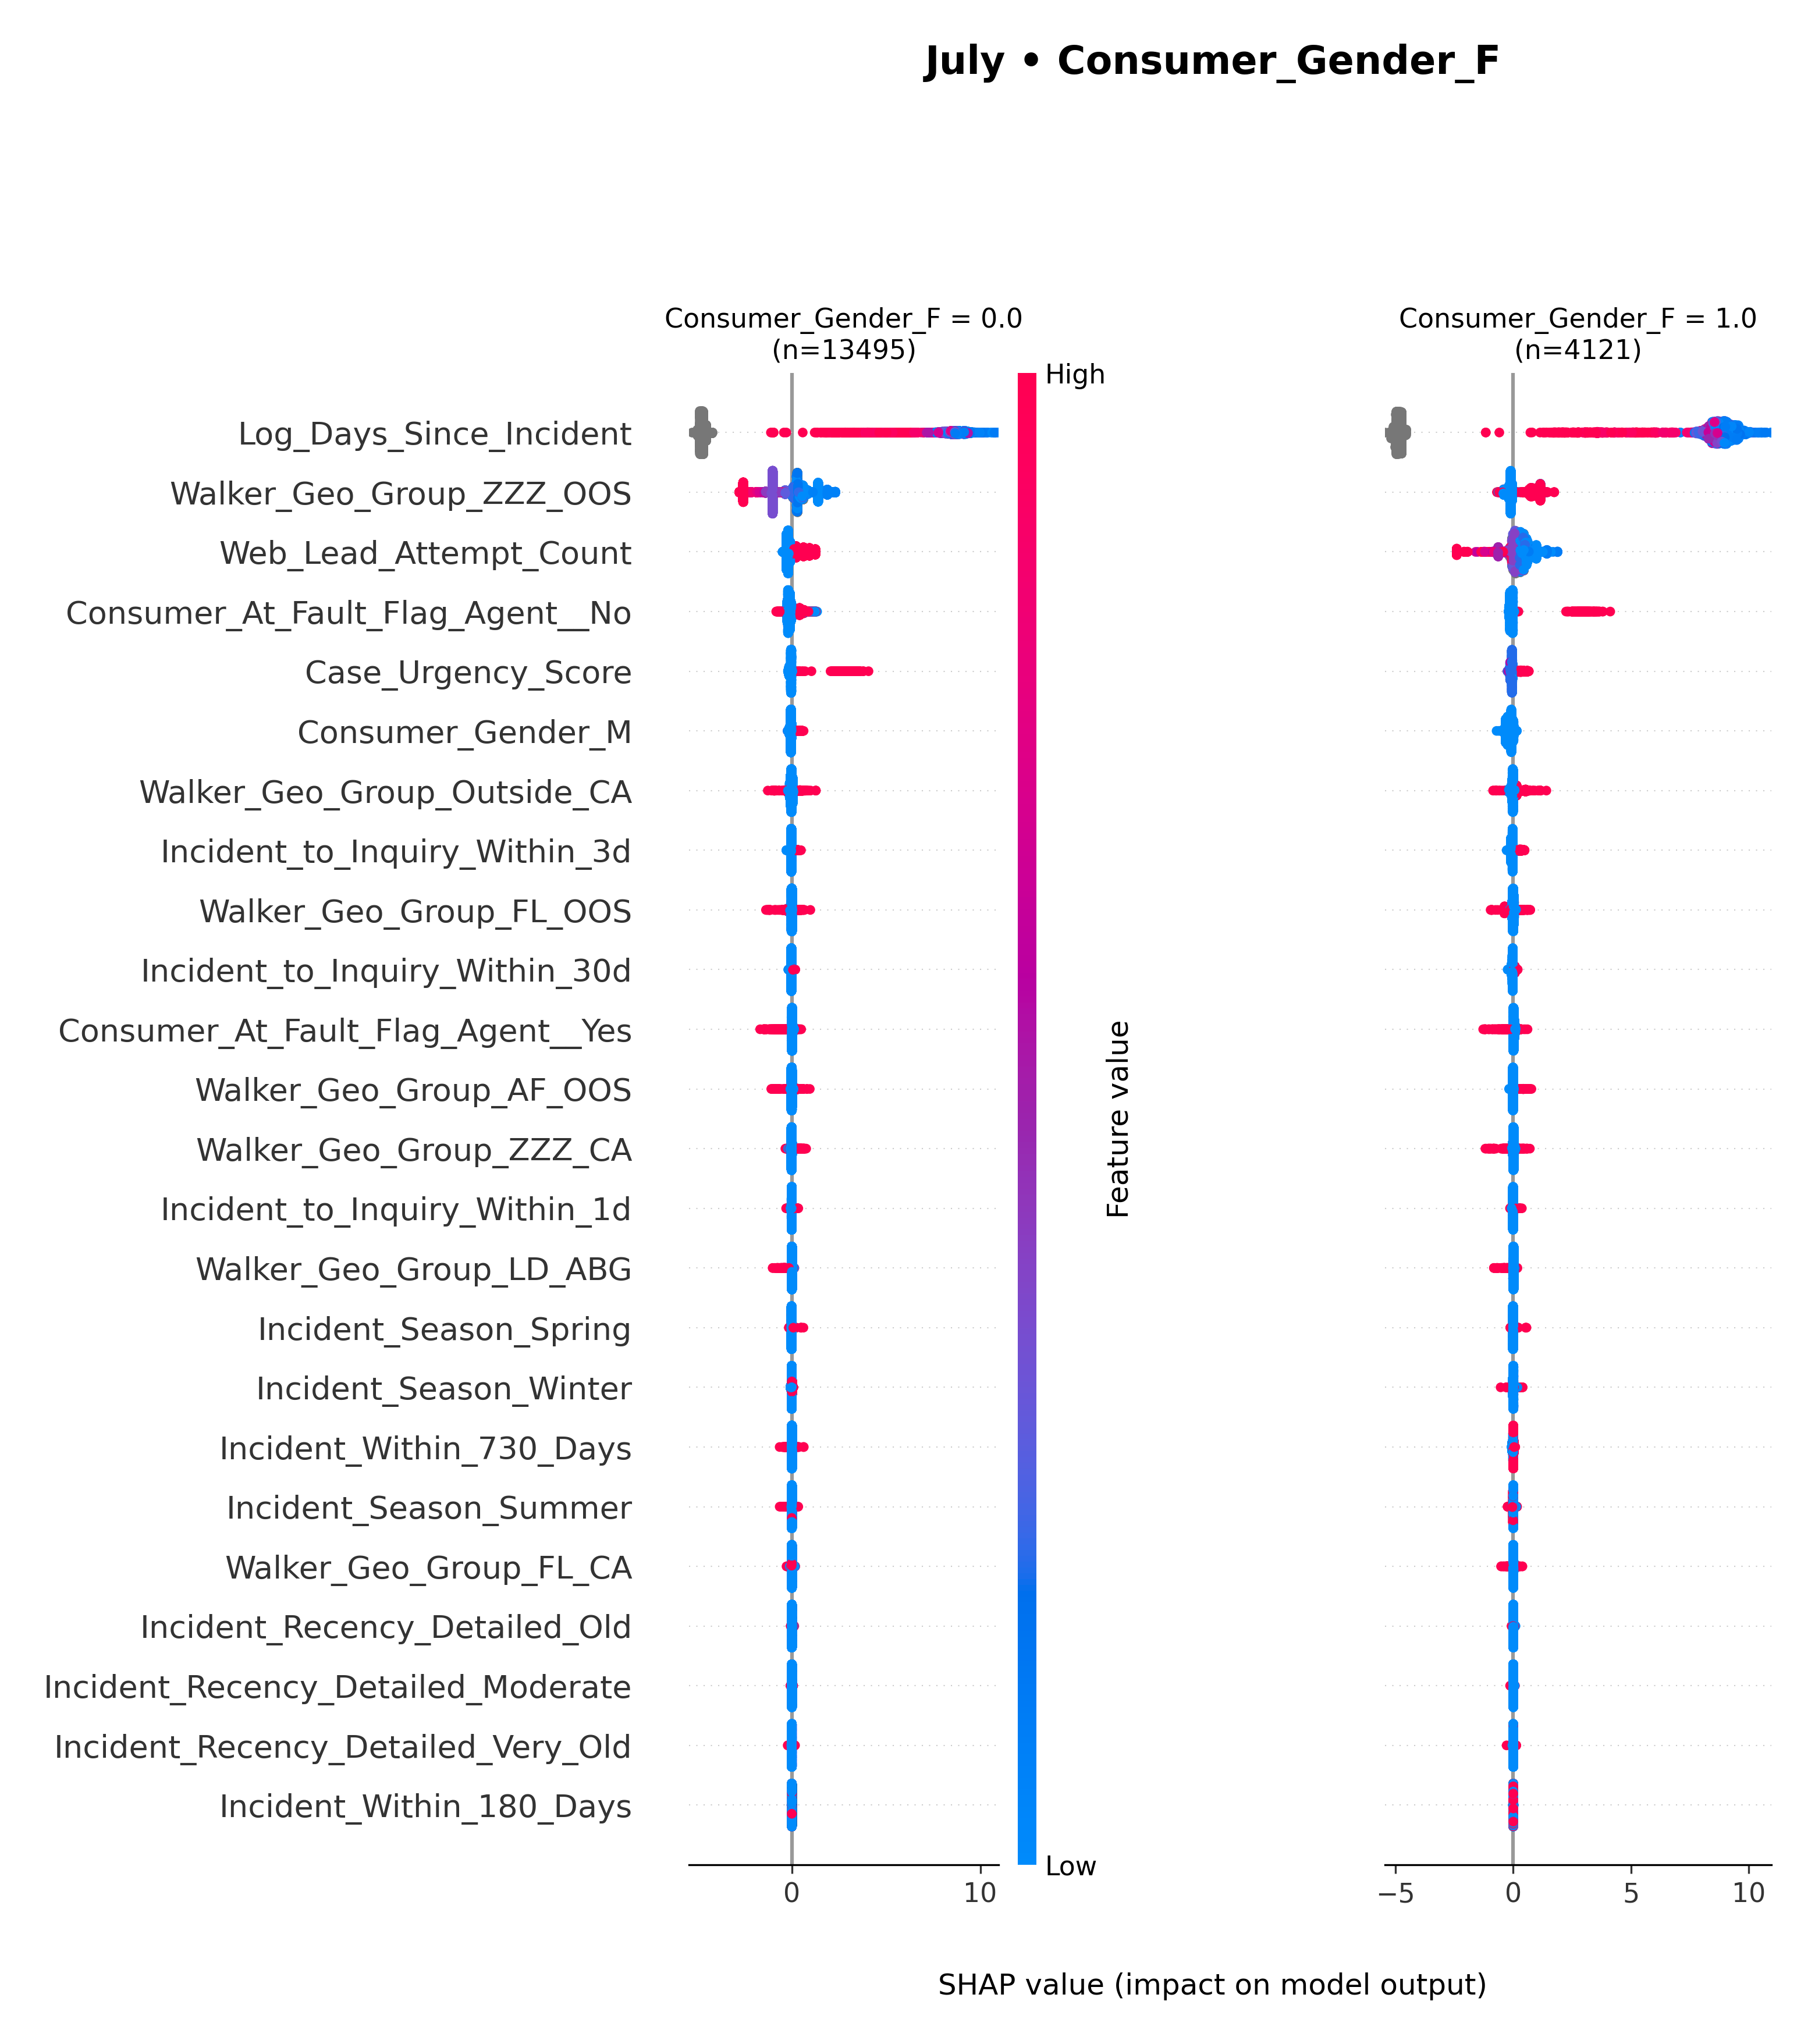 July • Consumer_Gender_F
Consumer_Gender_F = 0.0
(n=13495)
Consumer_Gender_F = 1.0
(n=4121)
High
Log_Days_Since_Incident
Walker_Geo_Group_ZZZ_OOS
Web_Lead_Attempt_Count
Consumer_At_Fault_Flag_Agent__No
Case_Urgency_Score
Consumer_Gender_M
Walker_Geo_Group_Outside_CA
Incident_to_Inquiry_Within_3d
Walker_Geo_Group_FL_OOS
Incident_to_Inquiry_Within_30d
Consumer_At_Fault_Flag_Agent__Yes
Walker_Geo_Group_AF_OOS
Walker_Geo_Group_ZZZ_CA
Incident_to_Inquiry_Within_1d
Walker_Geo_Group_LD_ABG
Incident_Season_Spring
Incident_Season_Winter
Incident_Within_730_Days
Incident_Season_Summer
Walker_Geo_Group_FL_CA
Incident_Recency_Detailed_Old
Incident_Recency_Detailed_Moderate
Incident_Recency_Detailed_Very_Old
Incident_Within_180_Days
Feature value
Low
0 10
−5 0 5 10
SHAP value (impact on model output)